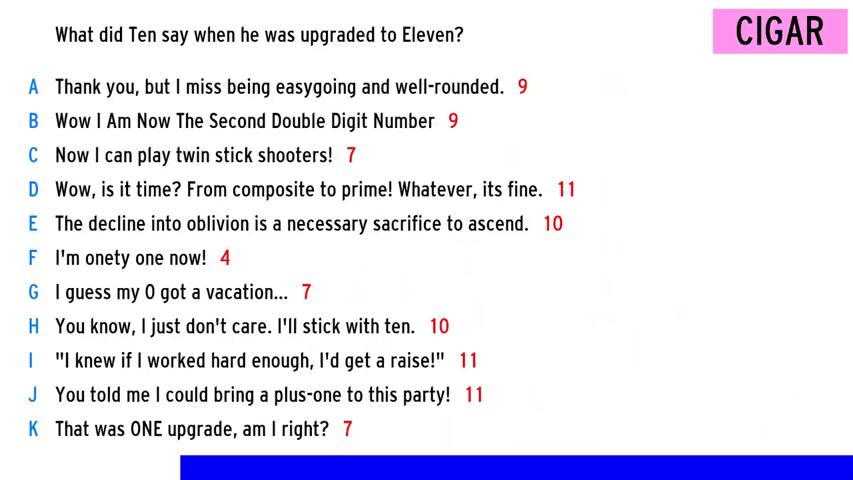 What did Ten say when he was upgraded to Eleven?
CIGAR
A Thank you, but I miss being easygoing and well-rounded. 9
B Wow I Am Now The Second Double Digit Number 9
C Now I can play twin stick shooters! 7
D Wow, is it time? From composite to prime! Whatever, its fine. 11
E The decline into oblivion is a necessary sacrifice to ascend. 10
F I'm onety one now! 4
G I guess my 0 got a vacation... 7
H You know, I just don't care. I'll stick with ten. 10
I "I knew if I worked hard enough, I'd get a raise!" 11
J You told me I could bring a plus-one to this party! 11
K That was ONE upgrade, am I right? 7